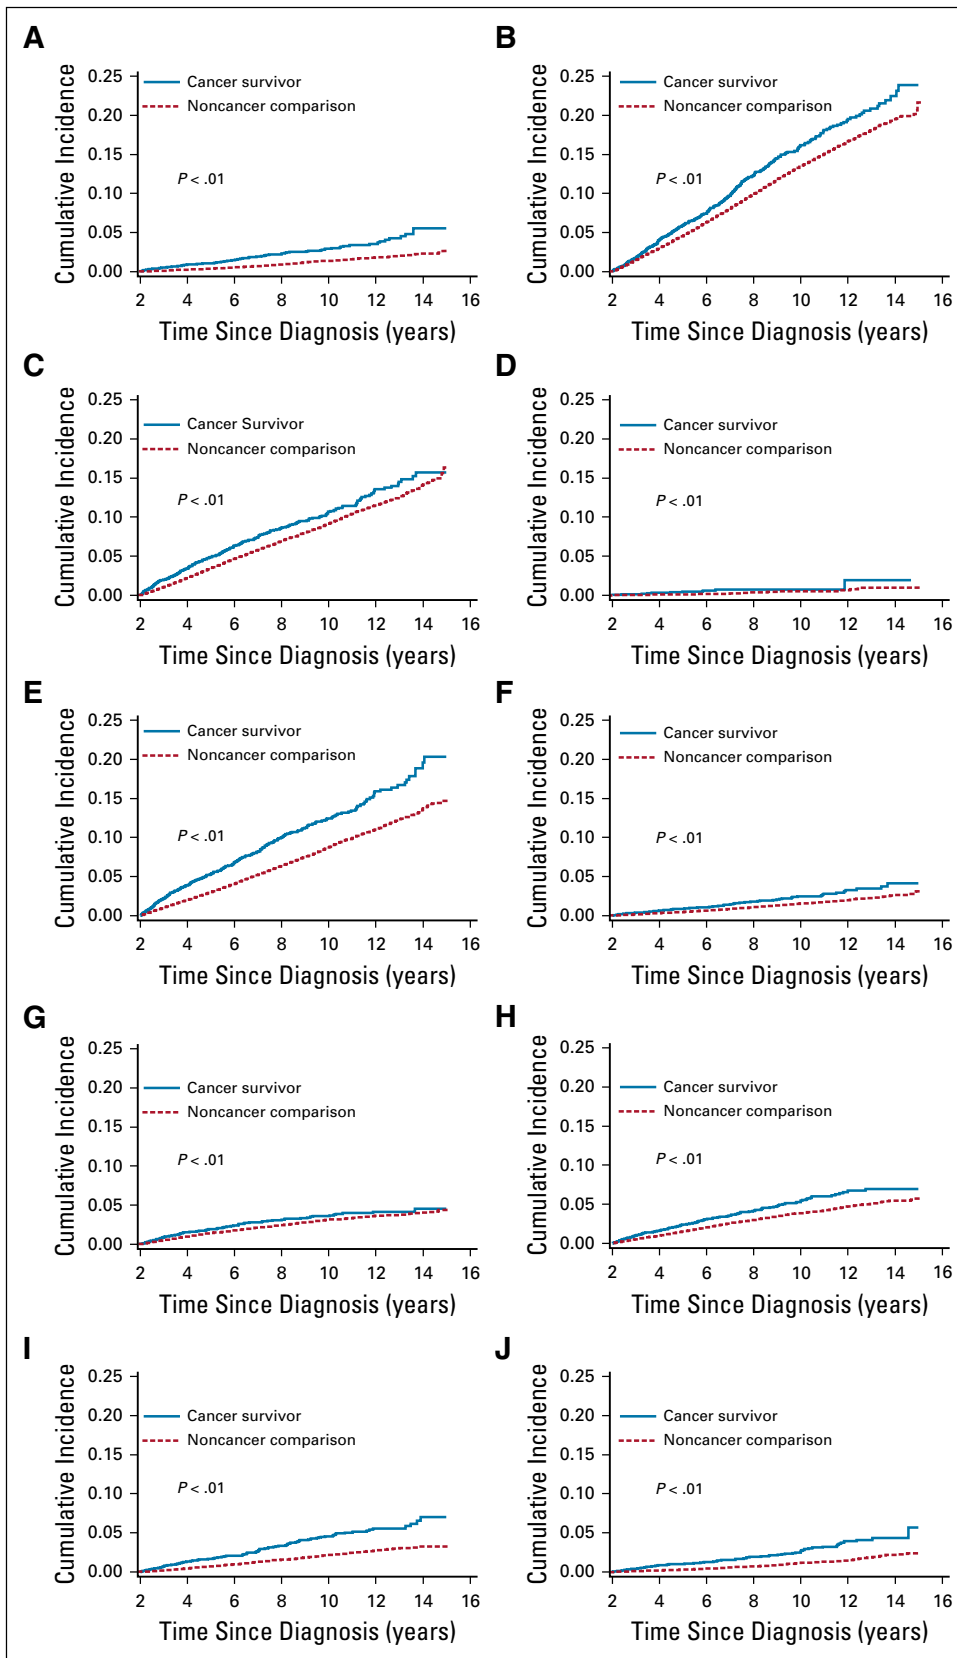 A
Cumulative Incidence
0.25
0.20
0.15
0.10
0.05
0.00
Cancer survivor
Noncancer comparison
P < .01
2 4 6 8 10 12 14 16
Time Since Diagnosis (years)
B
Cumulative Incidence
0.25
0.20
0.15
0.10
0.05
0.00
Cancer survivor
Noncancer comparison
P < .01
2 4 6 8 10 12 14 16
Time Since Diagnosis (years)
C
Cumulative Incidence
0.25
0.20
0.15
0.10
0.05
0.00
Cancer Survivor
Noncancer comparison
P < .01
2 4 6 8 10 12 14 16
Time Since Diagnosis (years)
D
Cumulative Incidence
0.25
0.20
0.15
0.10
0.05
0.00
Cancer survivor
Noncancer comparison
P < .01
2 4 6 8 10 12 14 16
Time Since Diagnosis (years)
E
Cumulative Incidence
0.25
0.20
0.15
0.10
0.05
0.00
Cancer survivor
Noncancer comparison
P < .01
2 4 6 8 10 12 14 16
Time Since Diagnosis (years)
F
Cumulative Incidence
0.25
0.20
0.15
0.10
0.05
0.00
Cancer survivor
Noncancer comparison
P < .01
2 4 6 8 10 12 14 16
Time Since Diagnosis (years)
G
Cumulative Incidence
0.25
0.20
0.15
0.10
0.05
0.00
Cancer survivor
Noncancer comparison
P < .01
2 4 6 8 10 12 14 16
Time Since Diagnosis (years)
H
Cumulative Incidence
0.25
0.20
0.15
0.10
0.05
0.00
Cancer survivor
Noncancer comparison
P < .01
2 4 6 8 10 12 14 16
Time Since Diagnosis (years)
I
Cumulative Incidence
0.25
0.20
0.15
0.10
0.05
0.00
Cancer survivor
Noncancer comparison
P < .01
2 4 6 8 10 12 14 16
Time Since Diagnosis (years)
J
Cumulative Incidence
0.25
0.20
0.15
0.10
0.05
0.00
Cancer survivor
Noncancer comparison
P < .01
2 4 6 8 10 12 14 16
Time Since Diagnosis (years)